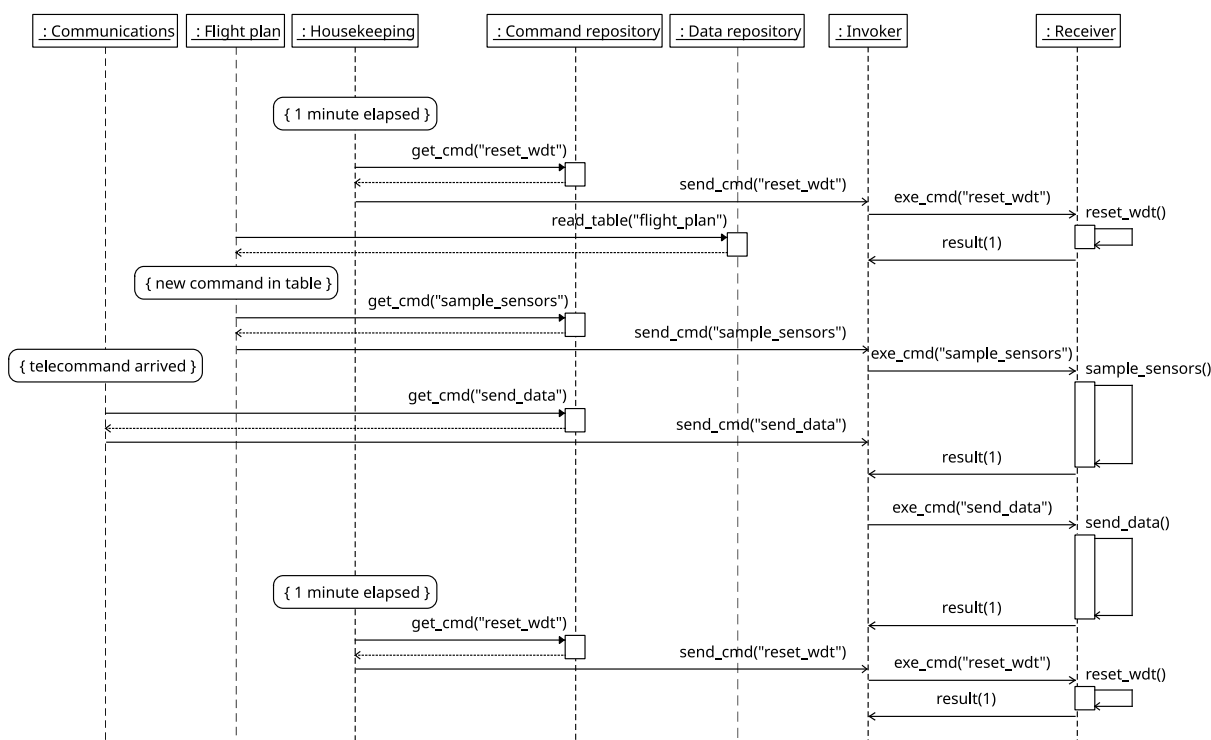 : Communications
: Flight plan
: Housekeeping
: Command repository
: Data repository
: Invoker
: Receiver
{ 1 minute elapsed }
get_cmd("reset_wdt")
send_cmd("reset_wdt")
exe_cmd("reset_wdt")
reset_wdt()
read_table("flight_plan")
result(1)
{ new command in table }
get_cmd("sample_sensors")
send_cmd("sample_sensors")
exe_cmd("sample_sensors")
{ telecommand arrived }
sample_sensors()
get_cmd("send_data")
send_cmd("send_data")
result(1)
exe_cmd("send_data")
send_data()
{ 1 minute elapsed }
result(1)
get_cmd("reset_wdt")
send_cmd("reset_wdt")
exe_cmd("reset_wdt")
reset_wdt()
result(1)